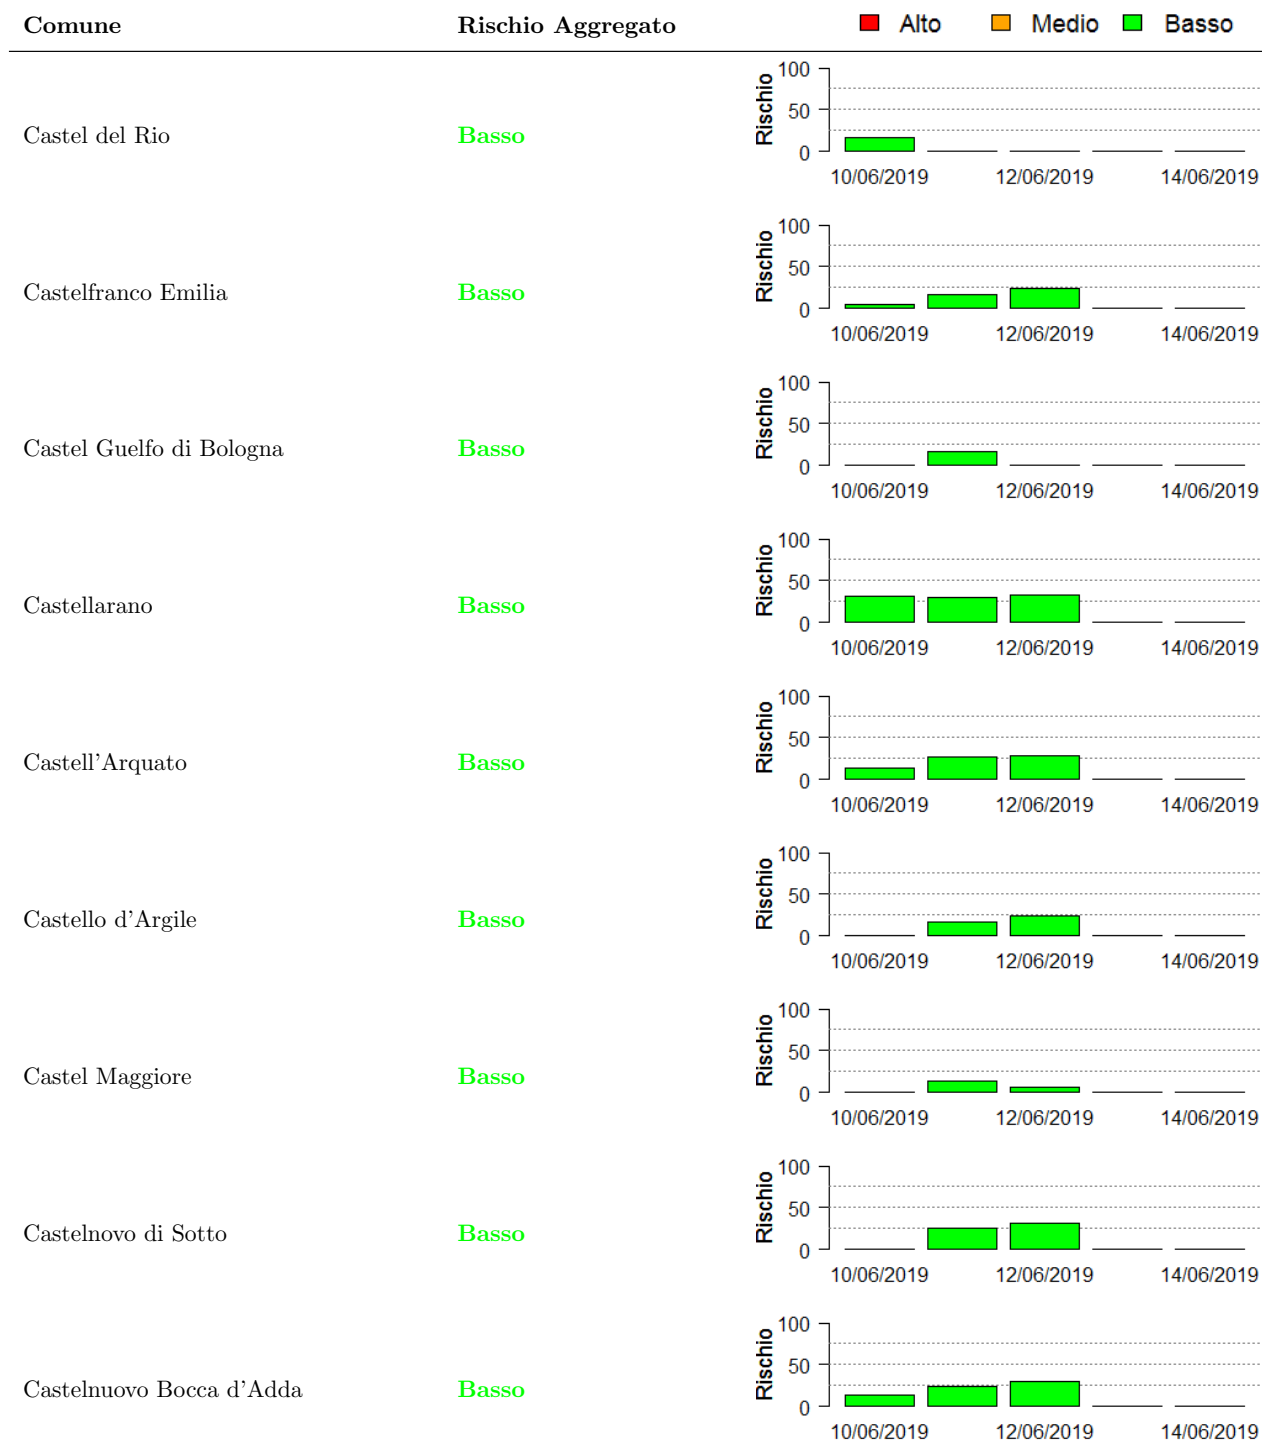 Comune Rischio Aggregato Alto Medio Basso
100
50
0
Rischio
Castel del Rio Basso
10/06/2019 12/06/2019 14/06/2019
100
50
0
Rischio
Castelfranco Emilia Basso
10/06/2019 12/06/2019 14/06/2019
100
50
0
Rischio
Castel Guelfo di Bologna Basso
10/06/2019 12/06/2019 14/06/2019
100
50
0
Rischio
Castellarano Basso
10/06/2019 12/06/2019 14/06/2019
100
50
0
Rischio
Castell'Arquato Basso
10/06/2019 12/06/2019 14/06/2019
100
50
0
Rischio
Castello d'Argile Basso
10/06/2019 12/06/2019 14/06/2019
100
50
0
Rischio
Castel Maggiore Basso
10/06/2019 12/06/2019 14/06/2019
100
50
0
Rischio
Castelnovo di Sotto Basso
10/06/2019 12/06/2019 14/06/2019
100
50
0
Rischio
Castelnuovo Bocca d'Adda Basso
10/06/2019 12/06/2019 14/06/2019